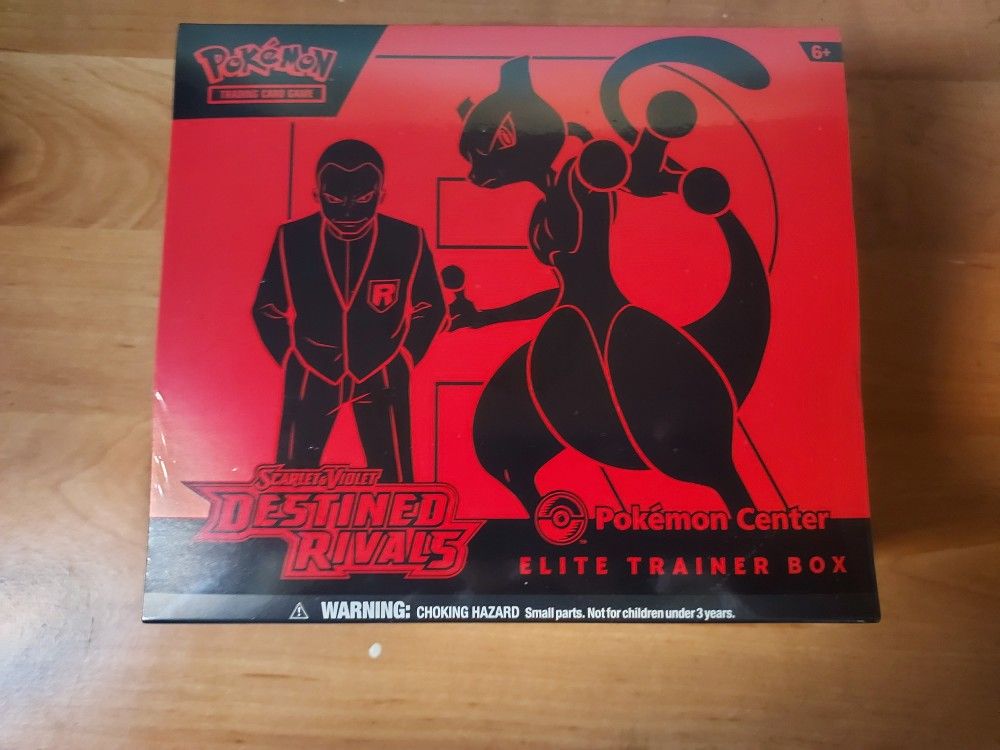 POKéMON
TRADING CARD GAME
6+
R
SCARLET & VIOLET
DESTINED
RIVALS
Pokémon Center
ELITE TRAINER BOX
WARNING: CHOKING HAZARD Small parts. Not for children under 3 years.